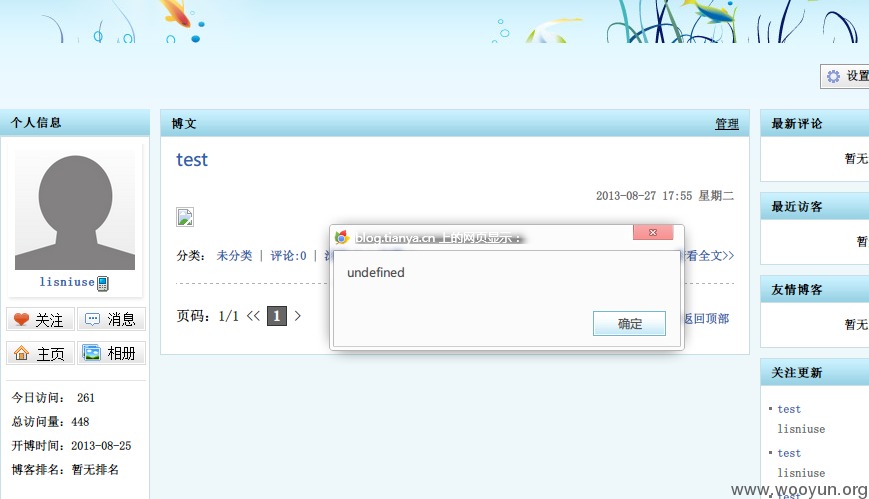 设置
个人信息
lisniuse
关注
消息
主页
相册
今日访问： 261
总访问量：448
开博时间：2013-08-25
博客排名：暂无排名
博文
管理
test
2013-08-27 17:55 星期二
分类： 未分类 | 评论:0 |
看全文>>
页码：1/1 << 1 >
返回顶部
blog.tianya.cn 上的网页显示：
undefined
确定
最新评论
暂无
最近访客
暂
友情博客
暂无
关注更新
test
lisniuse
test
lisniuse
test
www.wooyun.org